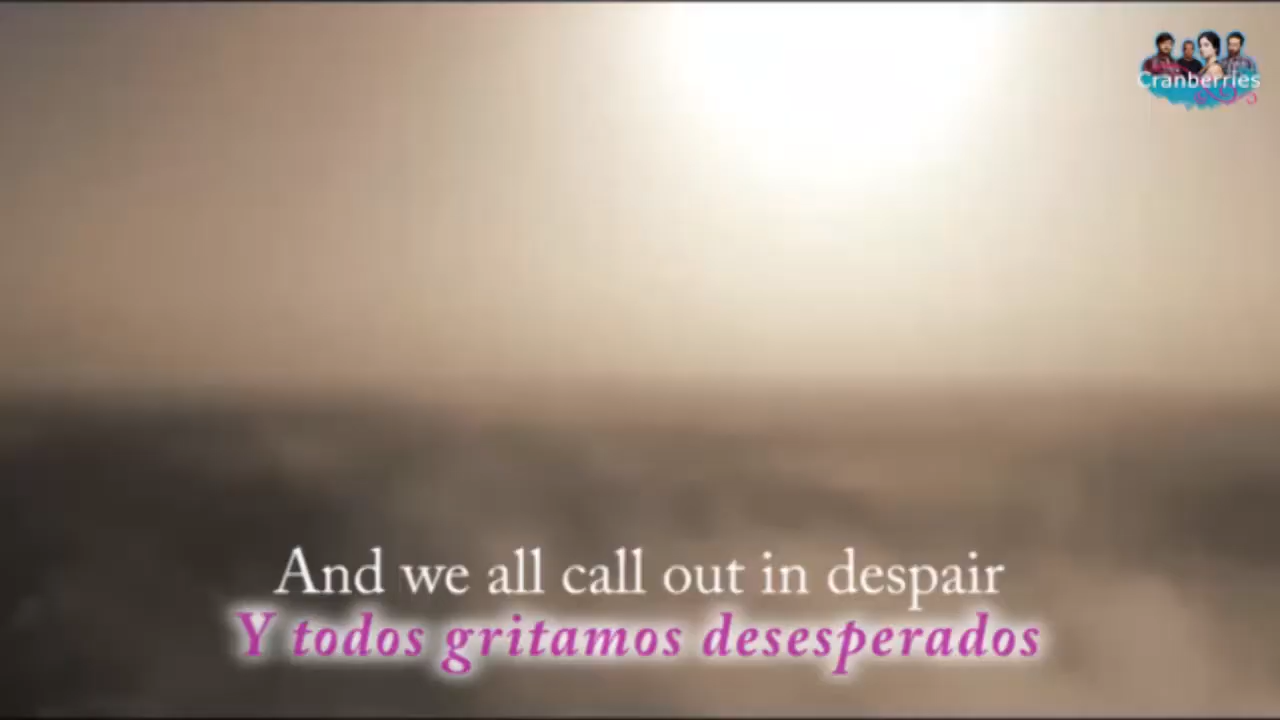 Cranberries
And we all call out in despair
Y todos gritamos desesperados